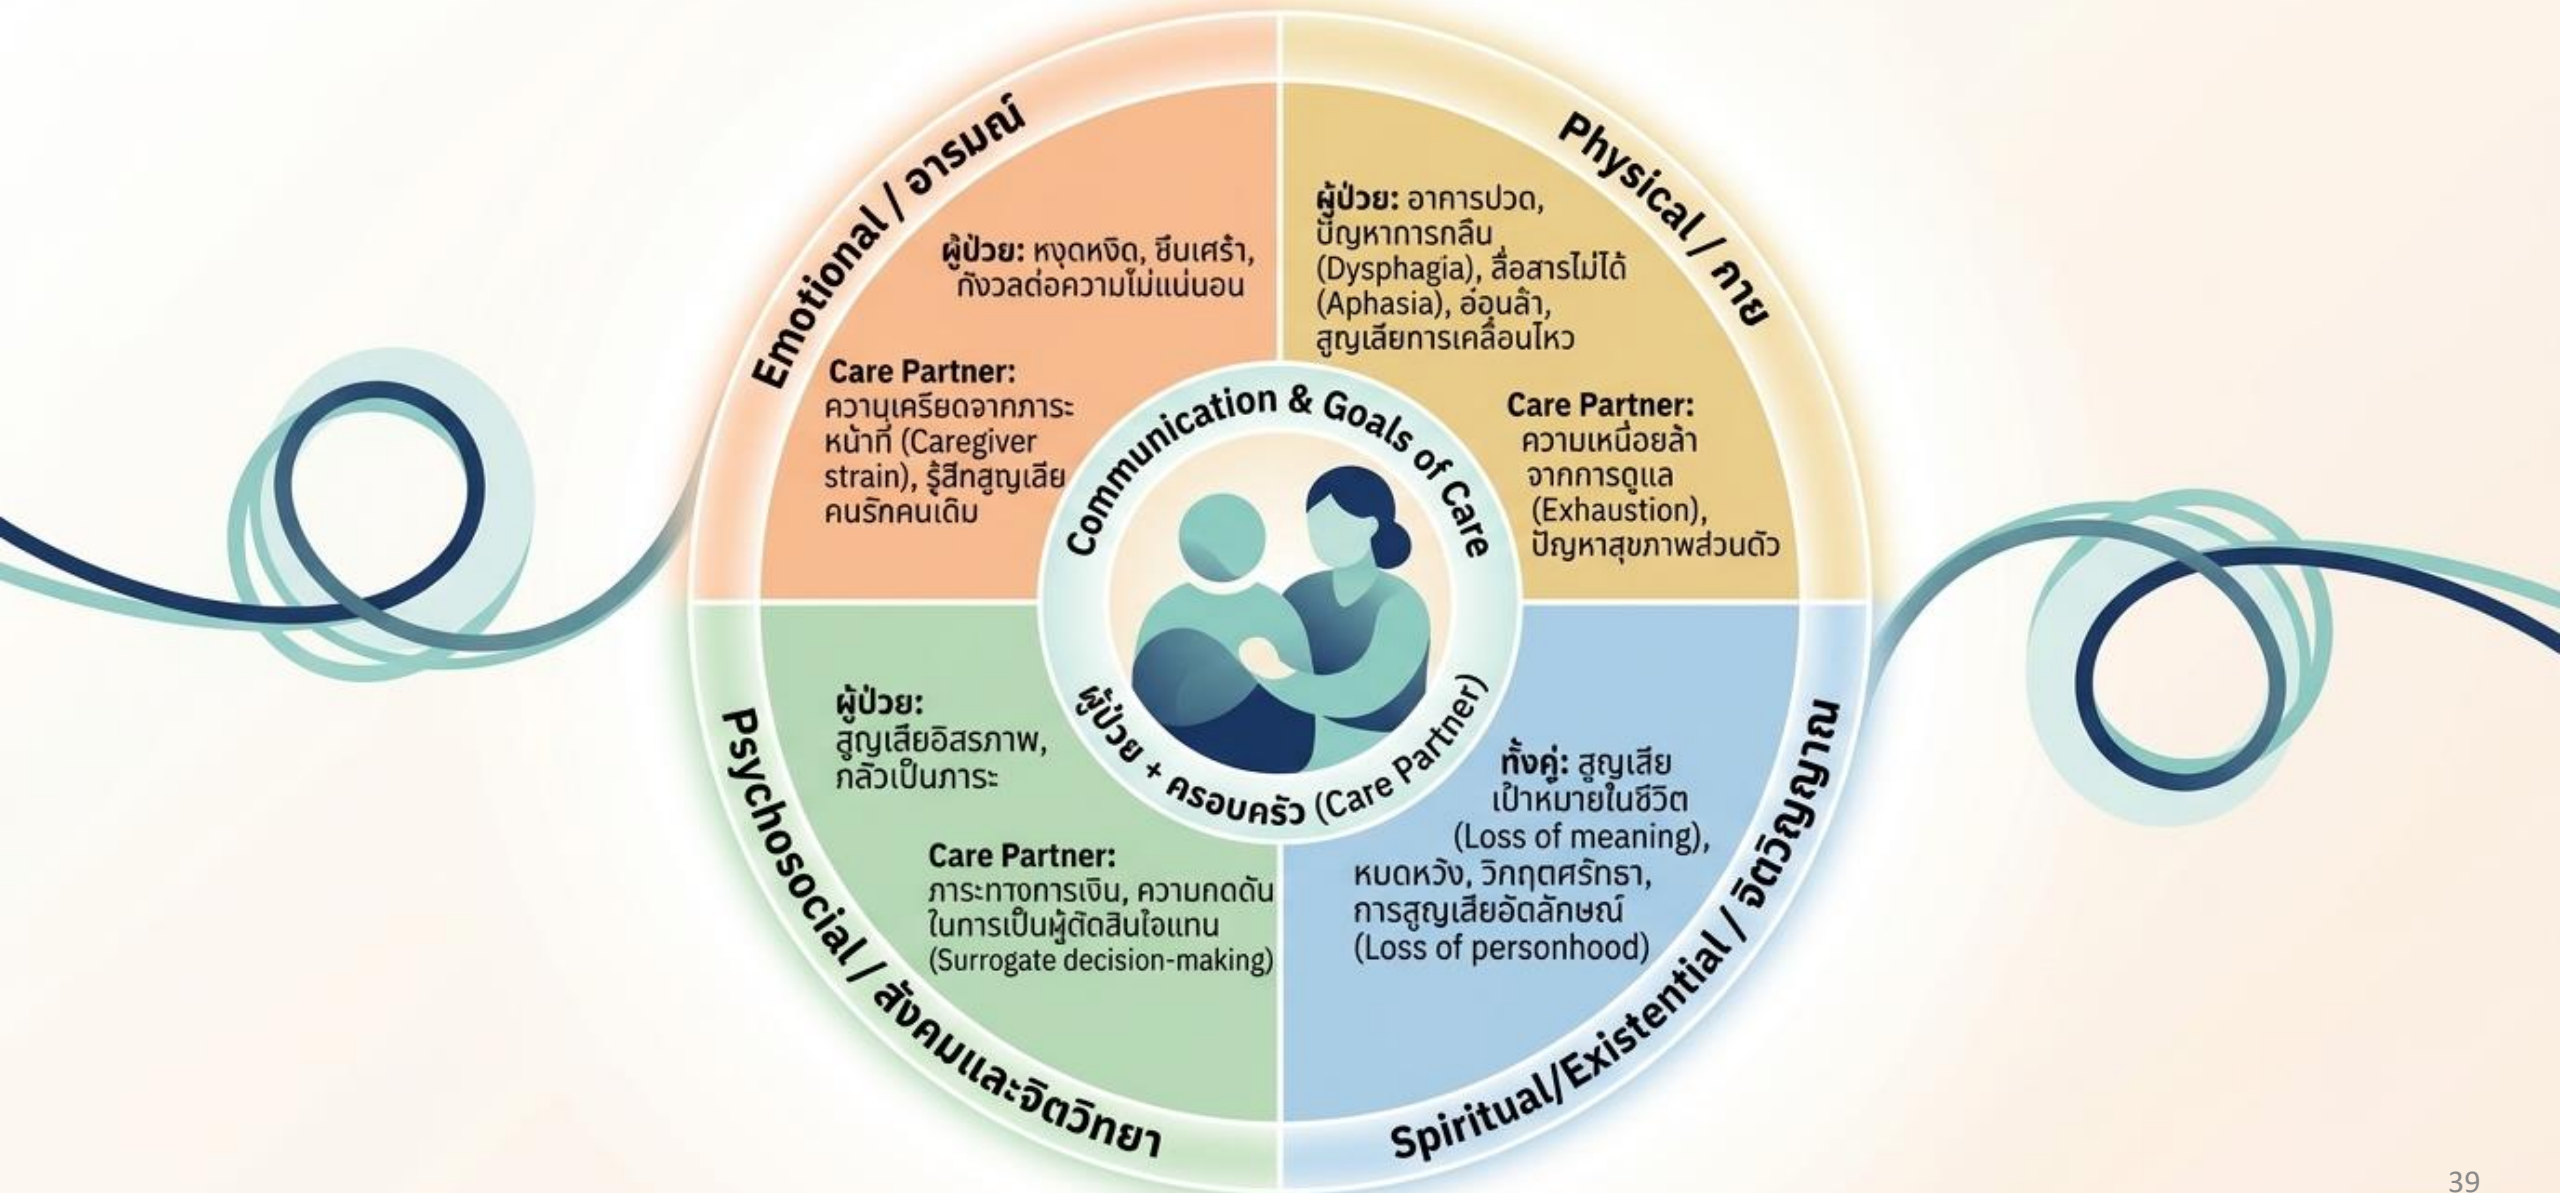 Emotional / อารมณ์
ผู้ป่วย: หงุดหงิด, ซึมเศร้า,
กังวลต่อความไม่แน่นอน
Care Partner:
ความเครียดจากภาระ
หน้าที่ (Caregiver
strain), รู้สึกสูญเสีย
คนรักคนเดิม
Physical / กาย
ผู้ป่วย: อาการปวด,
ปัญหาการกลืน
(Dysphagia), สื่อสารไม่ได้
(Aphasia), อ่อนล้า,
สูญเสียการเคลื่อนไหว
Care Partner:
ความเหนื่อยล้า
จากการดูแล
(Exhaustion),
ปัญหาสุขภาพส่วนตัว
Communication & Goals of Care
ผู้ป่วย + ครอบครัว (Care Partner)
Psychosocial / สังคมและจิตวิทยา
ผู้ป่วย:
สูญเสียอิสรภาพ,
กลัวเป็นภาระ
Care Partner:
ภาระทางการเงิน, ความกดดัน
ในการเป็นผู้ตัดสินใจแทน
(Surrogate decision-making)
Spiritual/Existential / จิตวิญญาณ
ทั้งคู่: สูญเสีย
เป้าหมายในชีวิต
(Loss of meaning),
หมดหวัง, วิกฤตศรัทธา,
การสูญเสียอัตลักษณ์
(Loss of personhood)
39